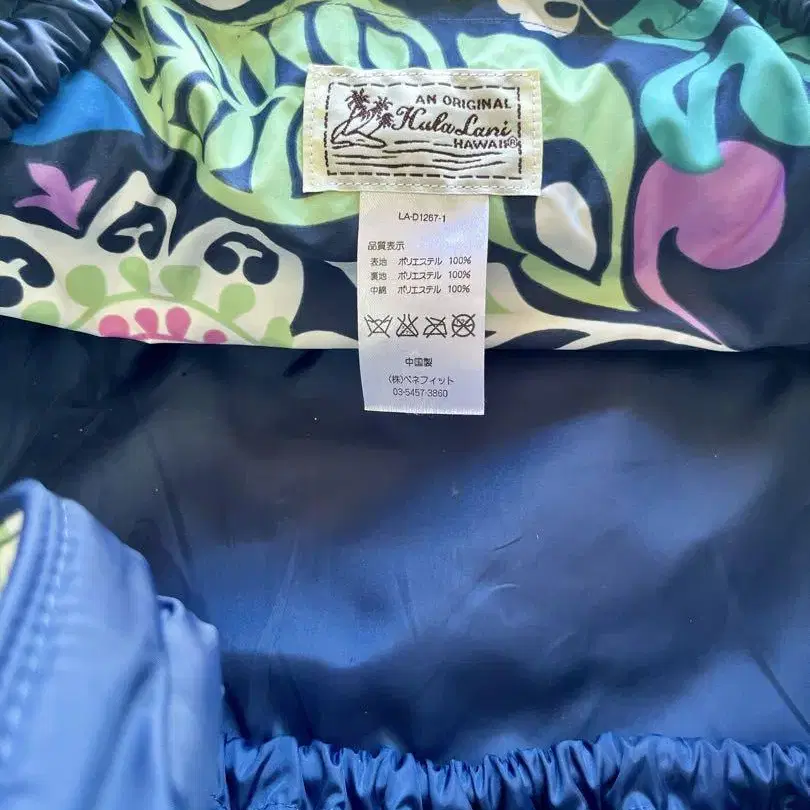 AN ORIGINAL
Hula Lani
HAWAII®
LA-D1267-1
品質表示
表地 ポリエステル 100%
裏地 ポリエステル 100%
中綿 ポリエステル 100%
中国製
(株)ベネフィット
03-5457-3860